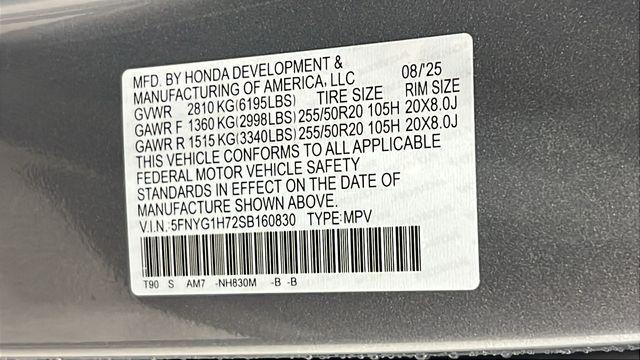 MFD. BY HONDA DEVELOPMENT &
MANUFACTURING OF AMERICA, LLC 08/'25
GVWR 2810 KG(6195LBS) TIRE SIZE RIM SIZE
GAWR F 1360 KG(2998LBS) 255/50R20 105H 20X8.0J
GAWR R 1515 KG(3340LBS) 255/50R20 105H 20X8.0J
THIS VEHICLE CONFORMS TO ALL APPLICABLE
FEDERAL MOTOR VEHICLE SAFETY
STANDARDS IN EFFECT ON THE DATE OF
MANUFACTURE SHOWN ABOVE.
V.I.N. 5FNYG1H72SB160830 TYPE:MPV
T90 S AM7 -NH830M -B -B